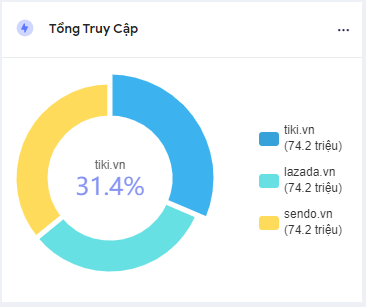 Tổng Truy Cập
tiki.vn
31.4%
tiki.vn
(74.2 triệu)
lazada.vn
(74.2 triệu)
sendo.vn
(74.2 triệu)